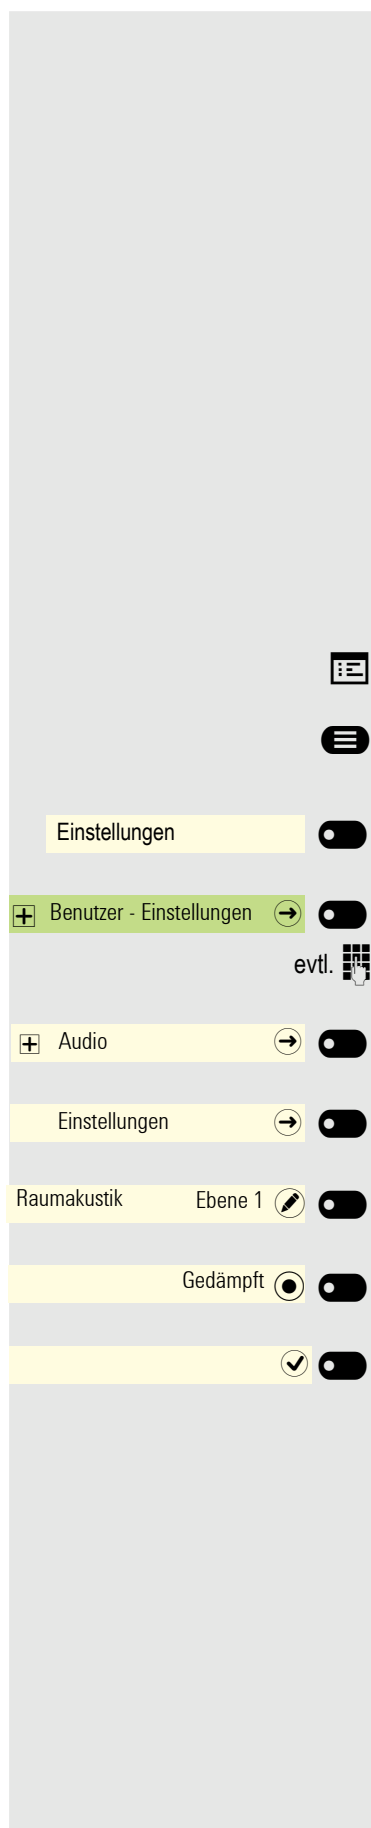 Einstellungen
Benutzer - Einstellungen
evtl.
Audio
Einstellungen
Raumakustik Ebene 1
Gedämpft